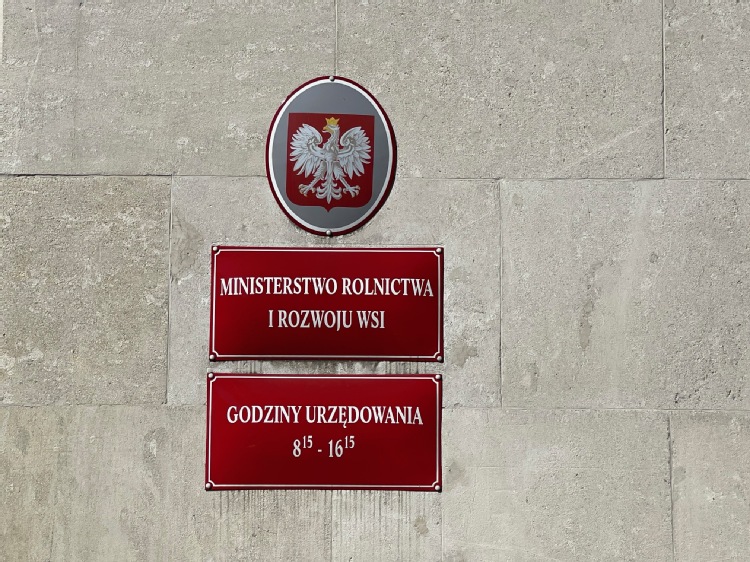 MINISTERSTWO ROLNICTWA
I ROZWOJU WSI
GODZINY URZĘDOWANIA
8¹⁵ - 16¹⁵